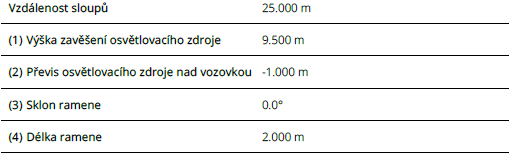 Vzdálenost sloupů 25.000 m
(1) Výška zavěšení osvětlovacího zdroje 9.500 m
(2) Převis osvětlovacího zdroje nad vozovkou -1.000 m
(3) Sklon ramene 0.0°
(4) Délka ramene 2.000 m